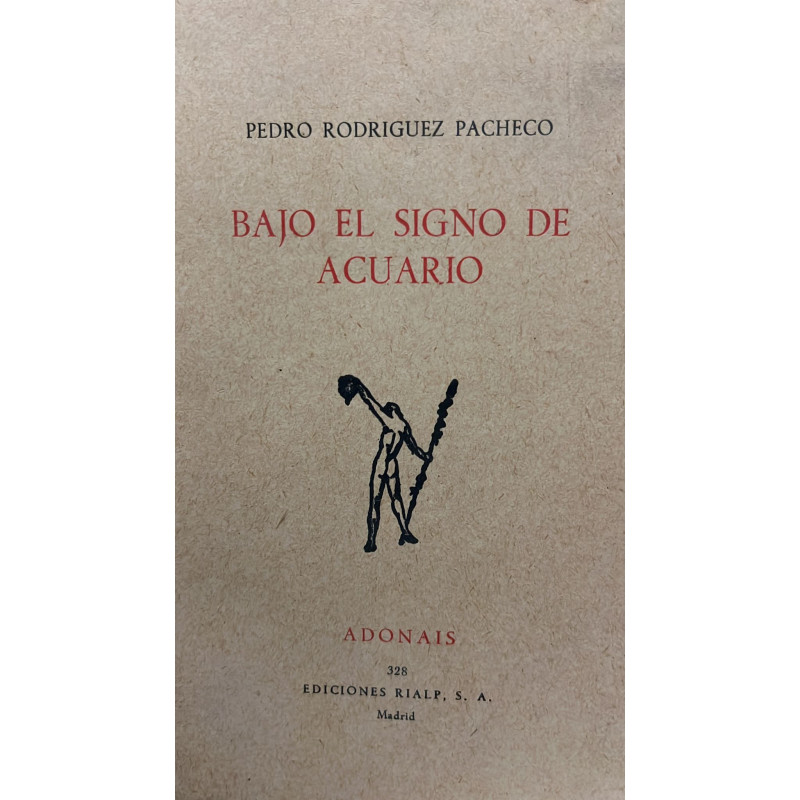 PEDRO RODRIGUEZ PACHECO
BAJO EL SIGNO DE
ACUARIO
ADONAIS
328
EDICIONES RIALP, S. A.
Madrid